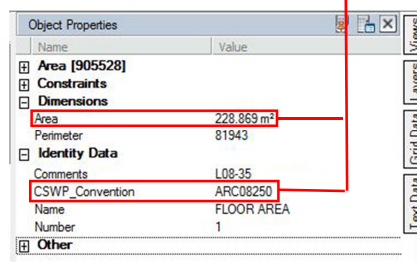 Object Properties
Name Value
Area [905528]
Constraints
Dimensions
Area 228.869 m²
Perimeter 81943
Identity Data
Comments L08-35
CSWP_Convention ARC08250
Name FLOOR AREA
Number 1
Other
Views
Layers
Grid Data
Text Data